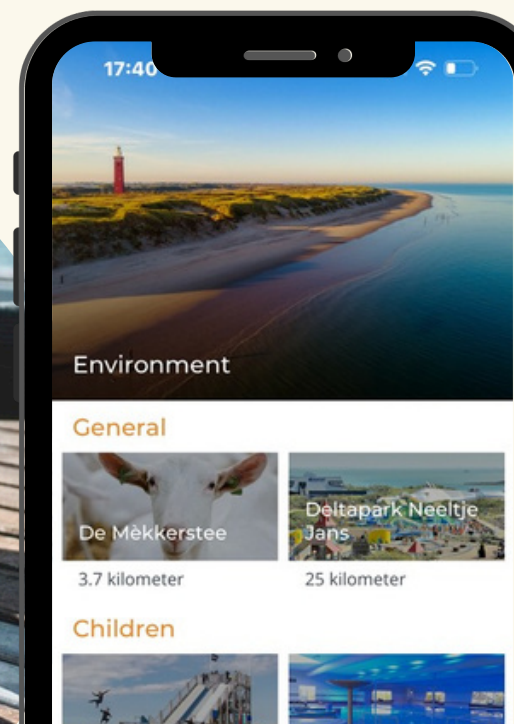 17:40
Environment
General
De Mèkkerstee
Deltapark Neeltje
Jans
3.7 kilometer
25 kilometer
Children